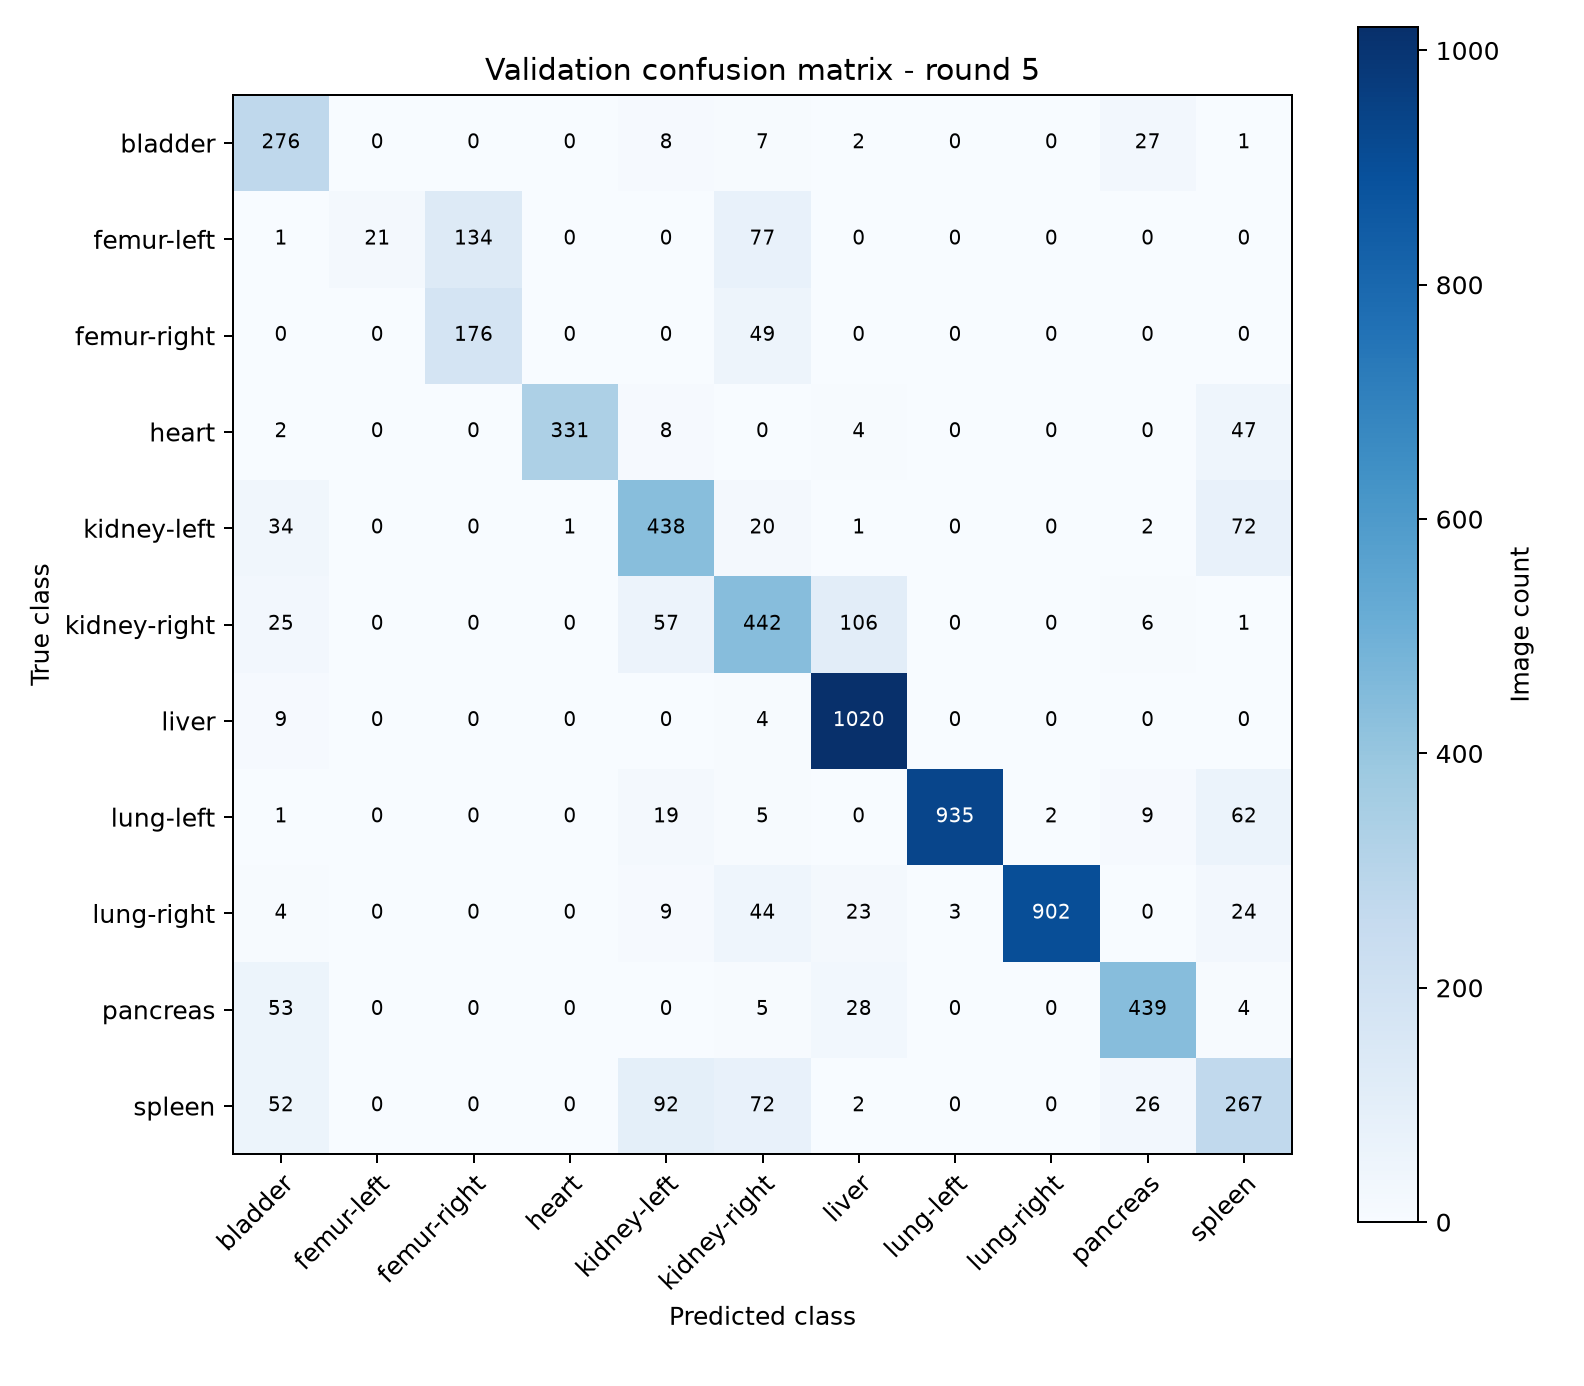 Validation confusion matrix - round 5
bladder 276 0 0 0 8 7 2 0 0 27 1
femur-left 1 21 134 0 0 77 0 0 0 0 0
femur-right 0 0 176 0 0 49 0 0 0 0 0
heart 2 0 0 331 8 0 4 0 0 0 47
kidney-left 34 0 0 1 438 20 1 0 0 2 72
kidney-right 25 0 0 0 57 442 106 0 0 6 1
liver 9 0 0 0 0 4 1020 0 0 0 0
lung-left 1 0 0 0 19 5 0 935 2 9 62
lung-right 4 0 0 0 9 44 23 3 902 0 24
pancreas 53 0 0 0 0 5 28 0 0 439 4
spleen 52 0 0 0 92 72 2 0 0 26 267
bladder femur-left femur-right heart kidney-left kidney-right liver lung-left lung-right pancreas spleen
Predicted class
True class
1000
800
600
400
200
0
Image count